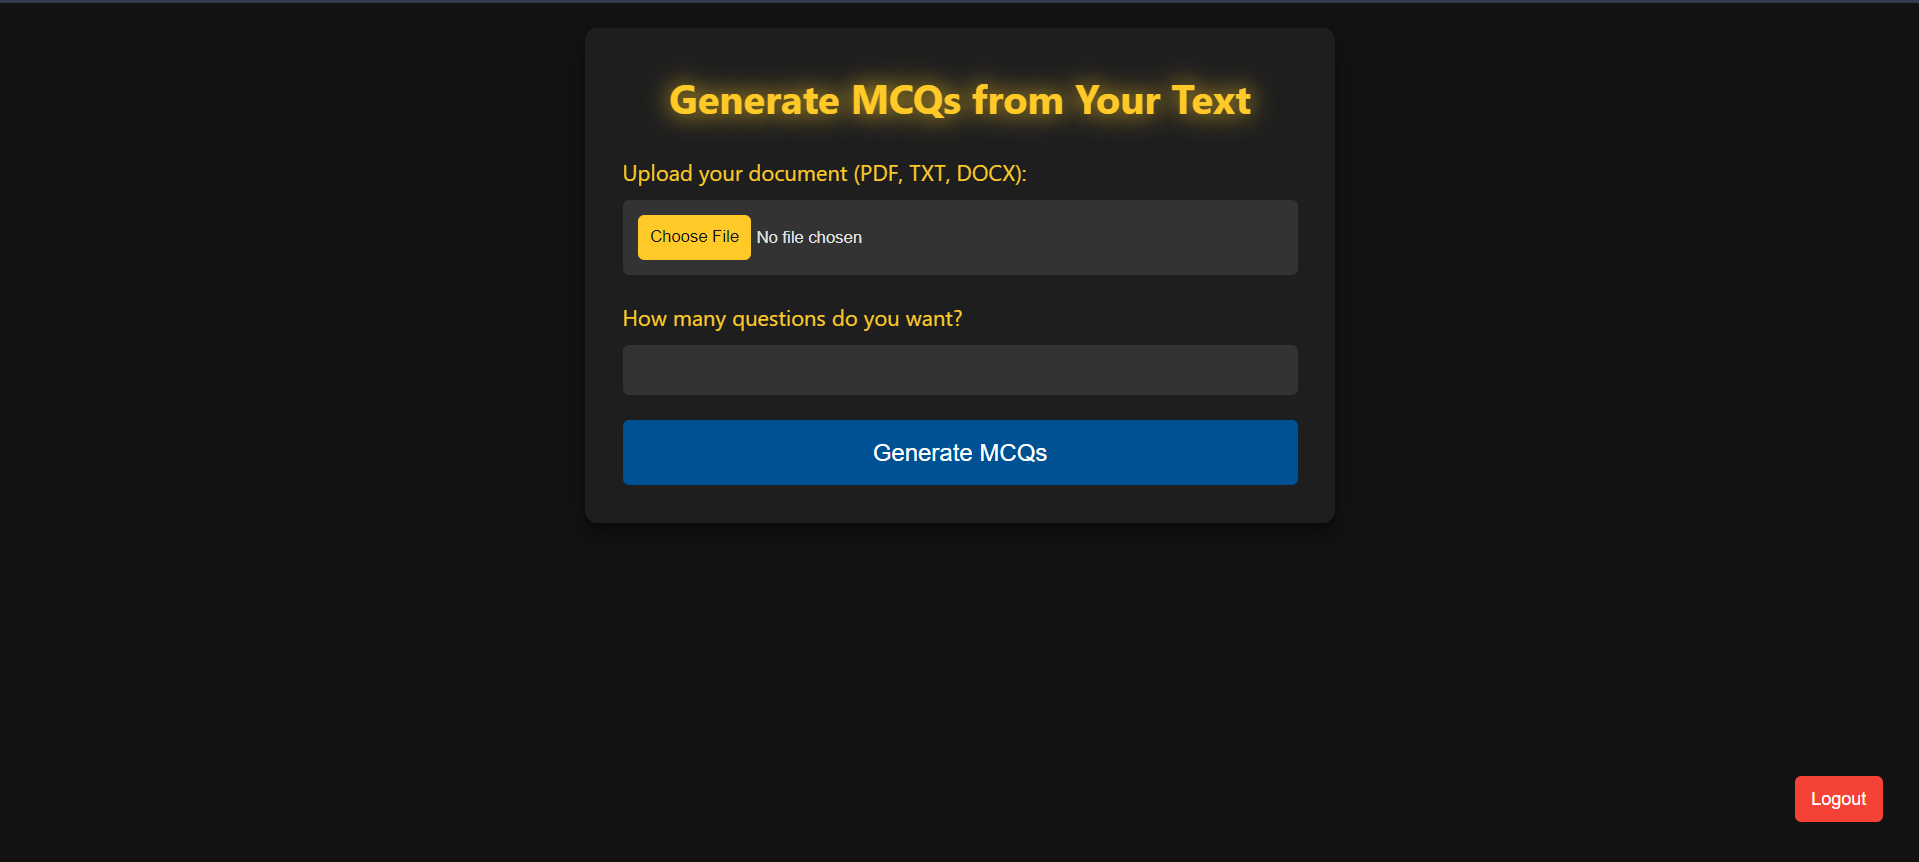 Generate MCQs from Your Text
Upload your document (PDF, TXT, DOCX):
Choose File No file chosen
How many questions do you want?
Generate MCQs
Logout